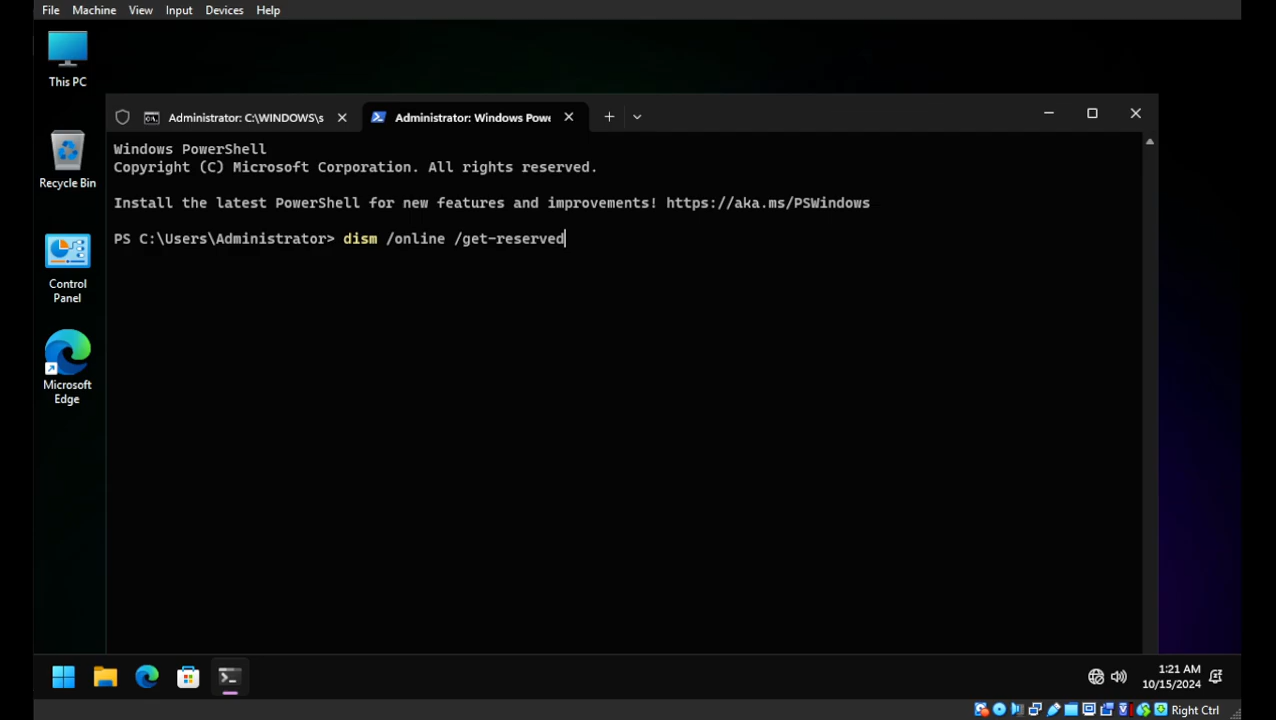 File Machine View Input Devices Help
This PC
Recycle Bin
Control
Panel
Microsoft
Edge
Administrator: C:\WINDOWS\s
Administrator: Windows Powe
Windows PowerShell
Copyright (C) Microsoft Corporation. All rights reserved.
Install the latest PowerShell for new features and improvements! https://aka.ms/PSWindows
PS C:\Users\Administrator> dism /online /get-reserved
1:21 AM
10/15/2024
Right Ctrl